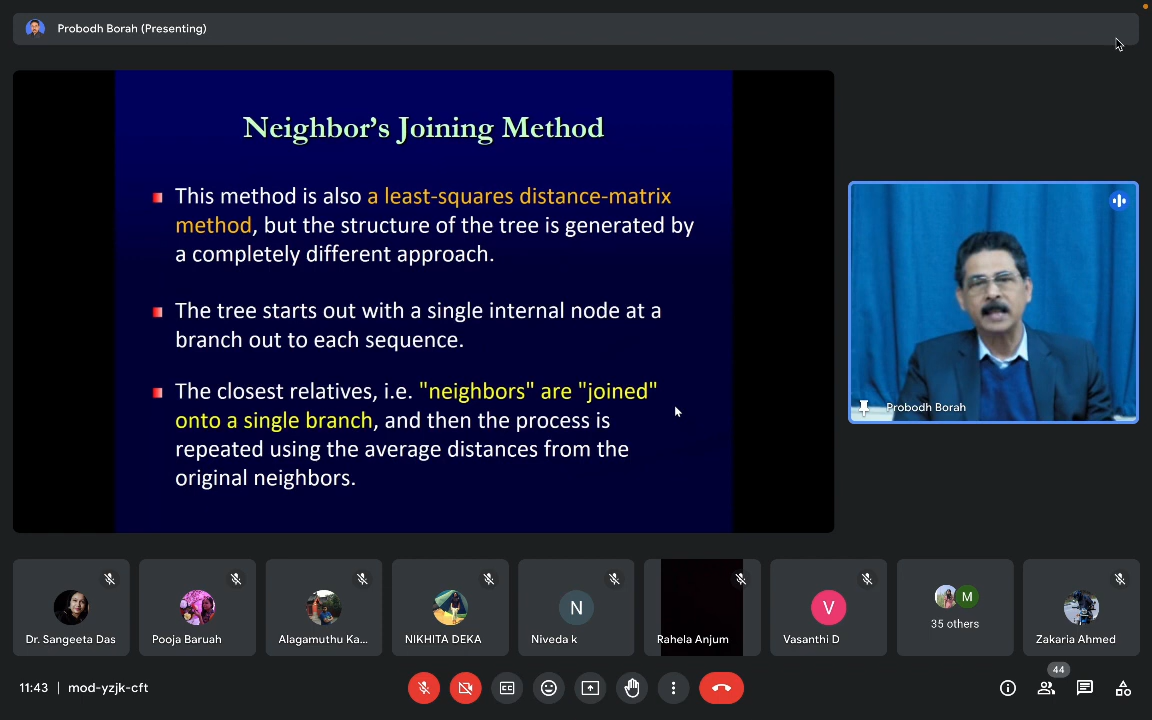 Probodh Borah (Presenting)
Neighbor's Joining Method
This method is also a least-squares distance-matrix
method, but the structure of the tree is generated by
a completely different approach.
The tree starts out with a single internal node at a
branch out to each sequence.
The closest relatives, i.e. "neighbors" are "joined"
onto a single branch, and then the process is
repeated using the average distances from the
original neighbors.
Probodh Borah
Dr. Sangeeta Das
Pooja Baruah
Alagamuthu Ka...
NIKHITA DEKA
N
Niveda k
Rahela Anjum
V
Vasanthi D
M
35 others
Zakaria Ahmed
11:43 | mod-yzjk-cft
CC
44